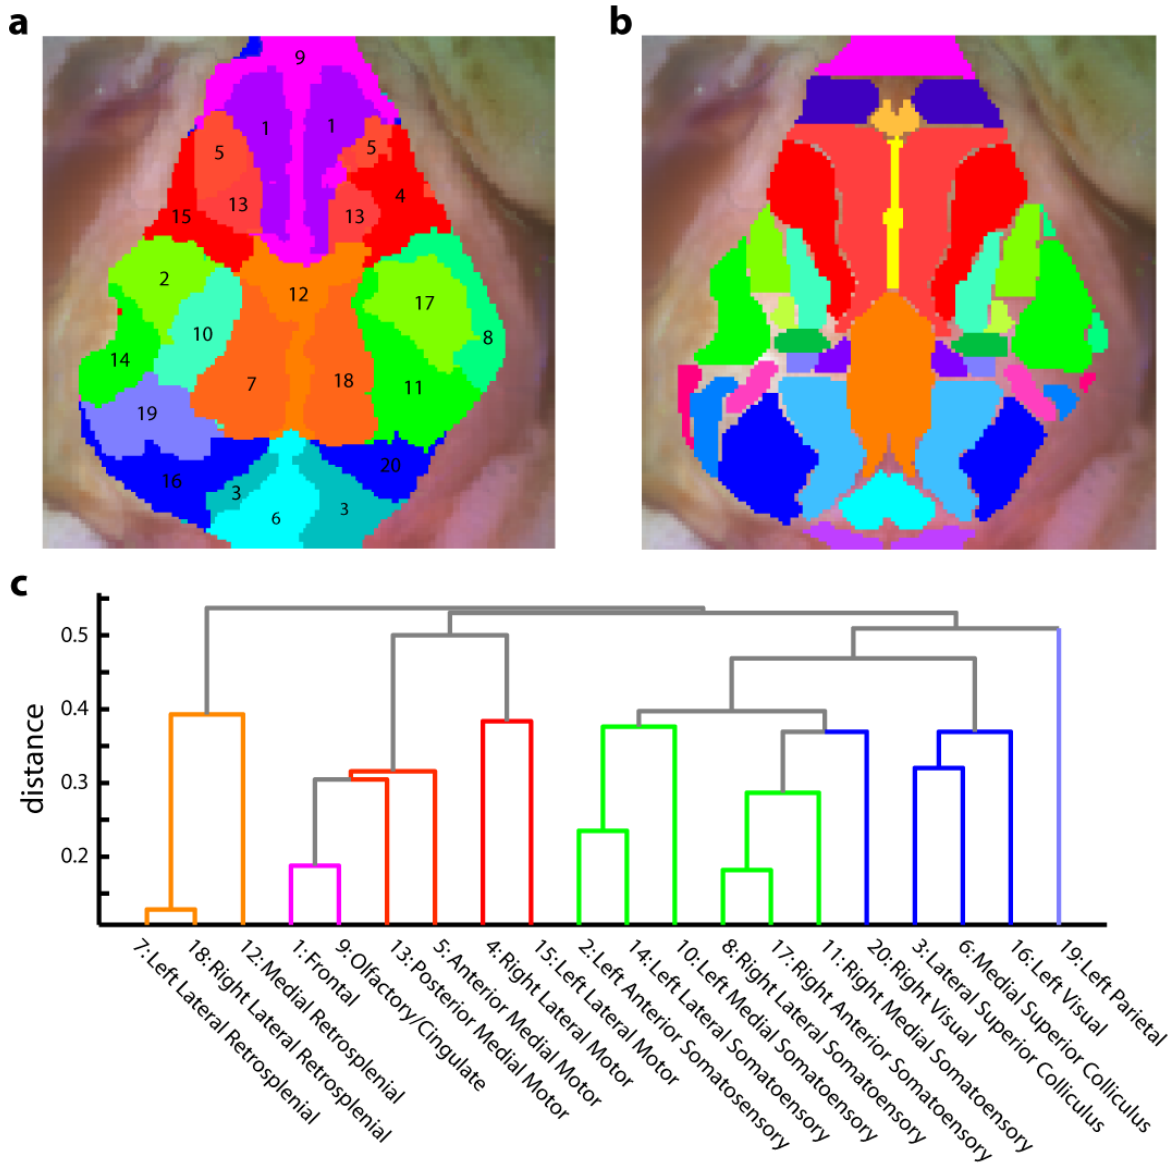 a
b
9
1
1
5
5
13
13
4
15
2
12
17
10
8
14
7
18
11
19
16
20
3
3
6
c
distance
0.5
0.4
0.3
0.2
7: Left Lateral Retrosplenial
18: Right Lateral Retrosplenial
12: Medial Retrosplenial
1: Frontal
9: Olfactory/Cingulate
13: Posterior Medial Motor
5: Anterior Medial Motor
4: Right Lateral Motor
15: Left Lateral Motor
2: Left Anterior Somatosensory
14: Left Lateral Somatoensory
10: Left Medial Somatoensory
8: Right Lateral Somatoensory
17: Right Anterior Somatoensory
11: Right Medial Somatoensory
20: Right Visual
3: Lateral Superior Colliculus
6: Medial Superior Colliculus
16: Left Visual
19: Left Parietal